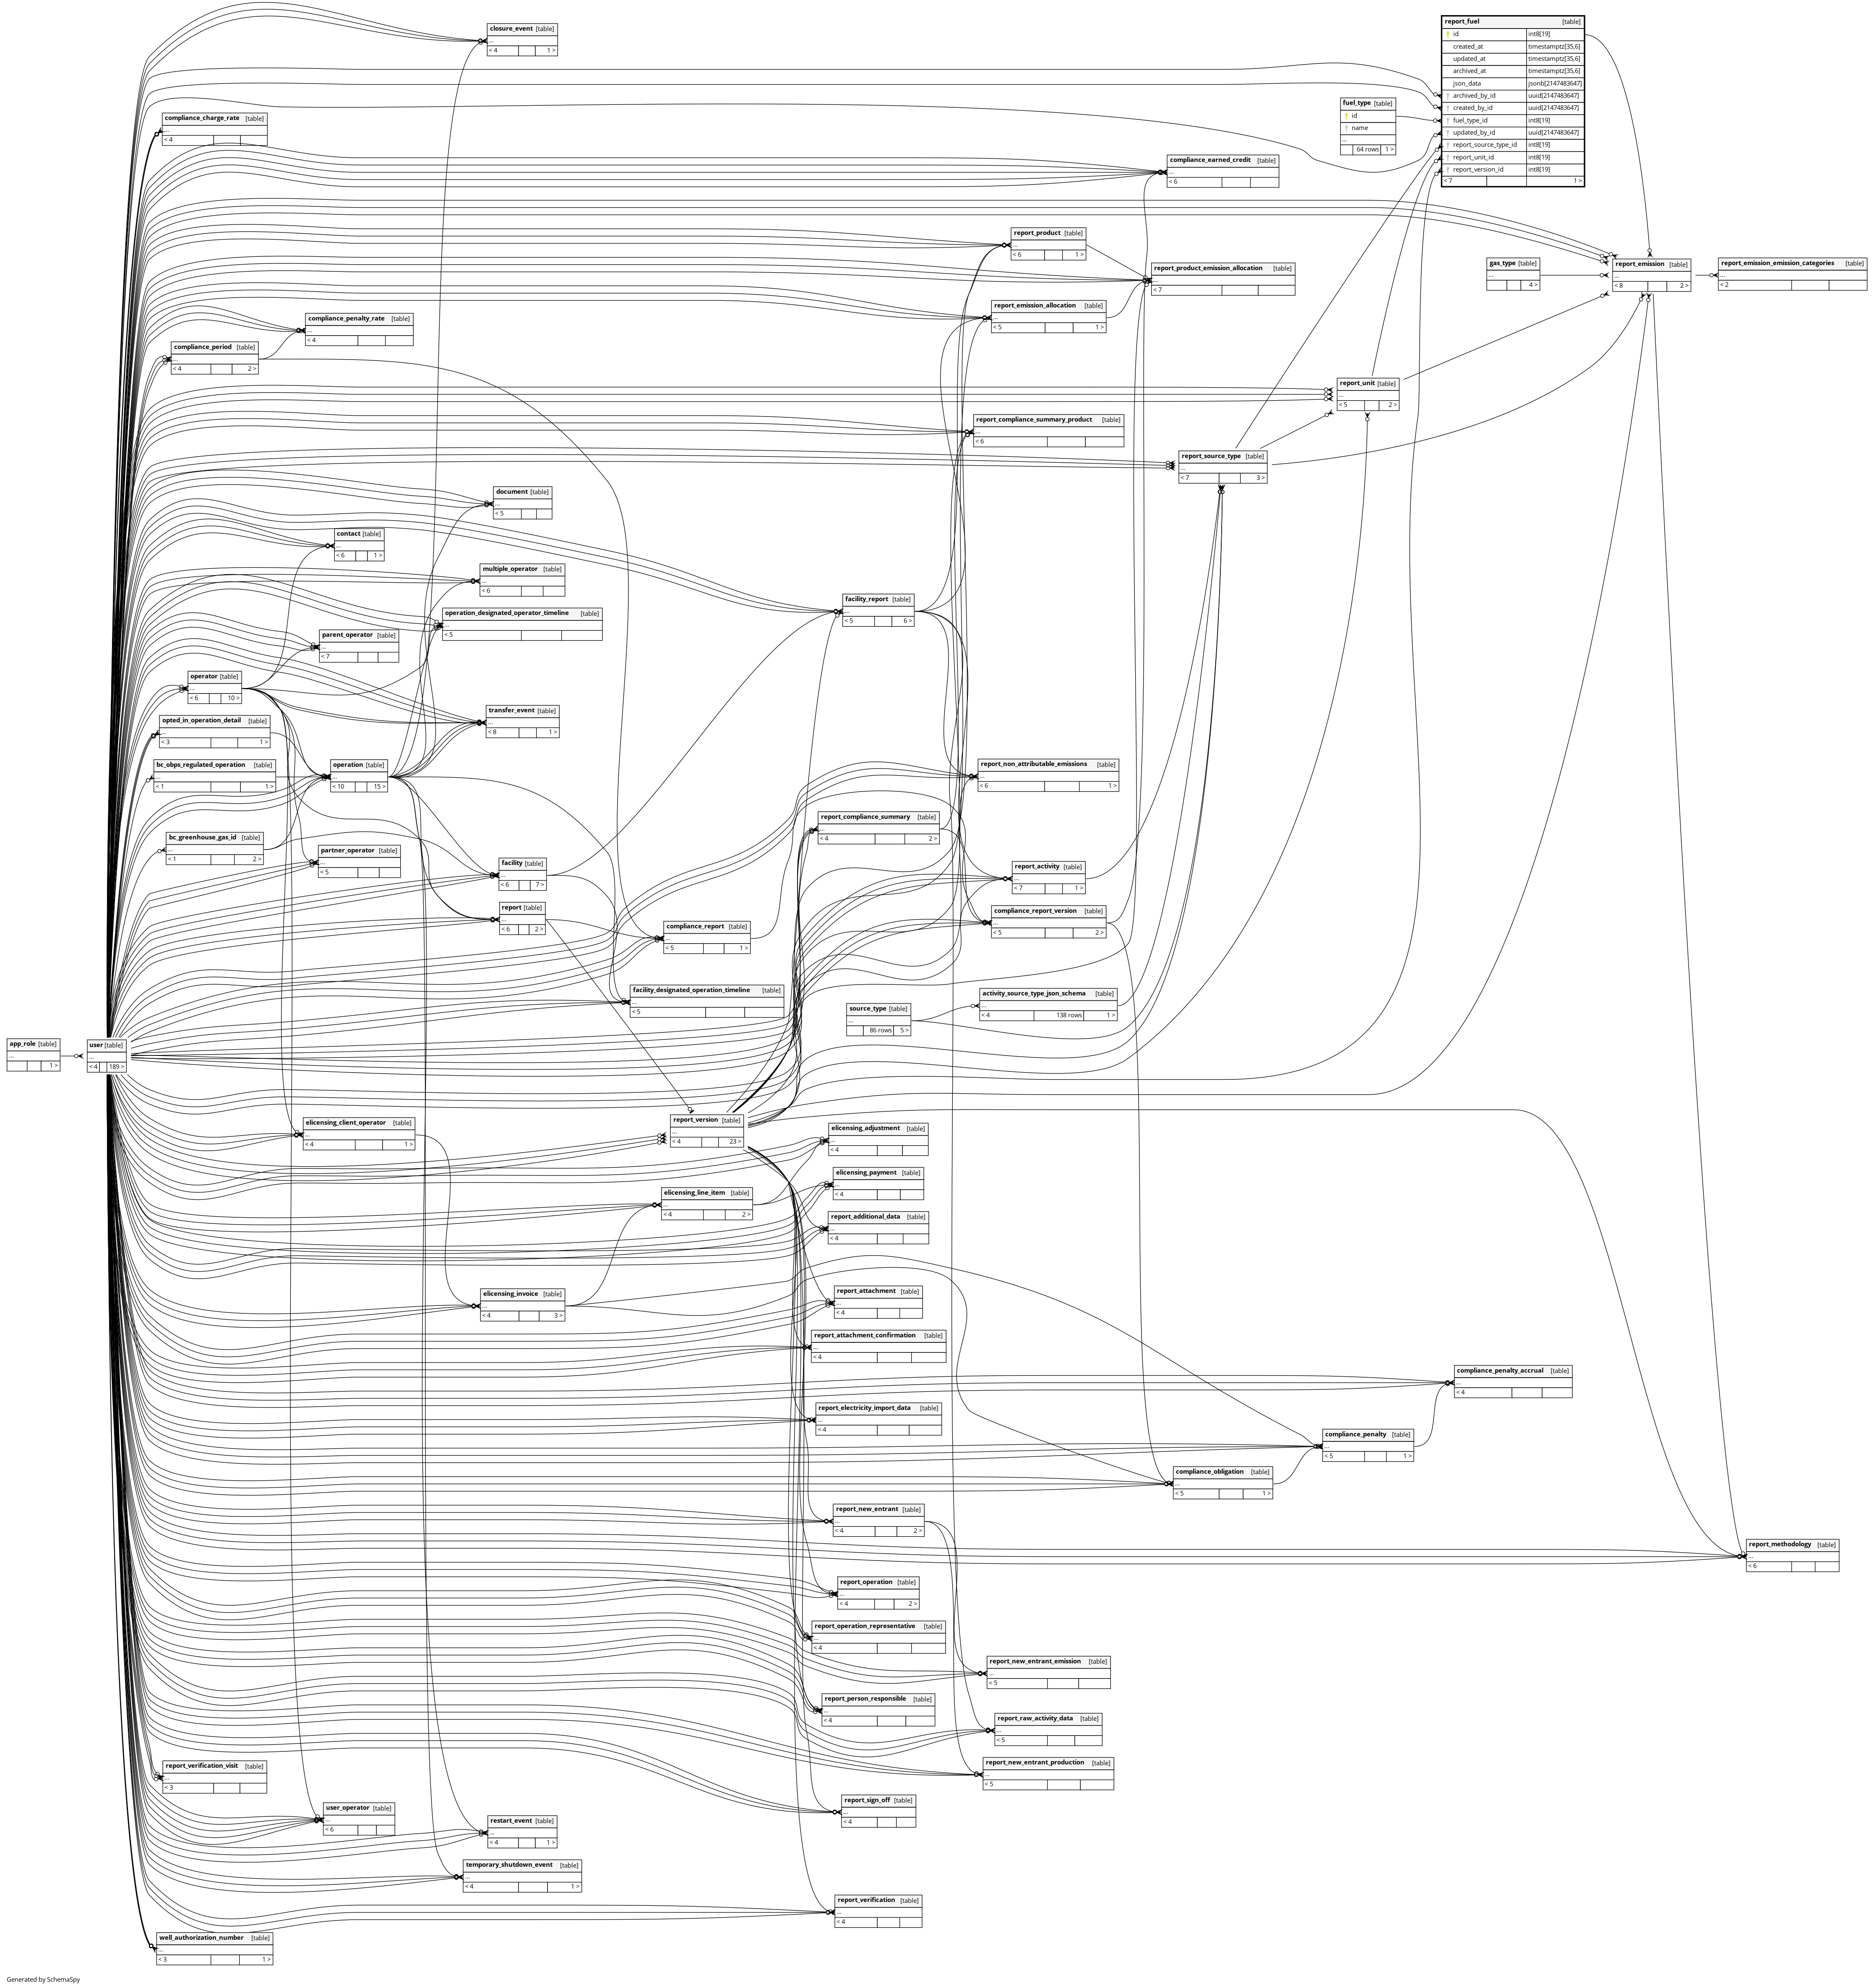 closure_event [table]
...
< 4 1 >
report_fuel [table]
id int8[19]
created_at timestamptz[35,6]
updated_at timestamptz[35,6]
archived_at timestamptz[35,6]
json_data jsonb[2147483647]
archived_by_id uuid[2147483647]
created_by_id uuid[2147483647]
fuel_type_id int8[19]
updated_by_id uuid[2147483647]
report_source_type_id int8[19]
report_unit_id int8[19]
report_version_id int8[19]
< 7 1 >
fuel_type [table]
id
name
...
64 rows 1 >
compliance_charge_rate [table]
...
< 4
compliance_earned_credit [table]
...
< 6
report_product [table]
...
< 6 1 >
report_product_emission_allocation [table]
...
< 7
gas_type [table]
...
4 >
report_emission [table]
...
< 8 2 >
report_emission_emission_categories [table]
...
< 2
report_emission_allocation [table]
...
< 5 1 >
compliance_penalty_rate [table]
...
< 4
compliance_period [table]
...
< 4 2 >
report_unit [table]
...
< 5 2 >
report_compliance_summary_product [table]
...
< 6
report_source_type [table]
...
< 7 3 >
document [table]
...
< 5
contact [table]
...
< 6 1 >
multiple_operator [table]
...
< 6
facility_report [table]
...
< 5 6 >
operation_designated_operator_timeline [table]
...
< 5
parent_operator [table]
...
< 7
operator [table]
...
< 6 10 >
transfer_event [table]
...
< 8 1 >
opted_in_operation_detail [table]
...
< 3 1 >
bc_obps_regulated_operation [table]
...
< 1 1 >
operation [table]
...
< 10 15 >
report_non_attributable_emissions [table]
...
< 6 1 >
report_compliance_summary [table]
...
< 4 2 >
bc_greenhouse_gas_id [table]
...
< 1 2 >
partner_operator [table]
...
< 5
facility [table]
...
< 6 7 >
report_activity [table]
...
< 7 1 >
report [table]
...
< 6 2 >
compliance_report_version [table]
...
< 5 2 >
compliance_report [table]
...
< 5 1 >
facility_designated_operation_timeline [table]
...
< 5
activity_source_type_json_schema [table]
...
< 4 138 rows 1 >
source_type [table]
...
86 rows 5 >
app_role [table]
...
1 >
user [table]
...
< 4 189 >
report_version [table]
...
< 4 23 >
elicensing_client_operator [table]
...
< 4 1 >
elicensing_adjustment [table]
...
< 4
elicensing_payment [table]
...
< 4
elicensing_line_item [table]
...
< 4 2 >
report_additional_data [table]
...
< 4
elicensing_invoice [table]
...
< 4 3 >
report_attachment [table]
...
< 4
report_attachment_confirmation [table]
...
< 4
compliance_penalty_accrual [table]
...
< 4
report_electricity_import_data [table]
...
< 4
compliance_penalty [table]
...
< 5 1 >
compliance_obligation [table]
...
< 5 1 >
report_new_entrant [table]
...
< 4 2 >
report_methodology [table]
...
< 6
report_operation [table]
...
< 4 2 >
report_operation_representative [table]
...
< 4
report_new_entrant_emission [table]
...
< 5
report_person_responsible [table]
...
< 4
report_raw_activity_data [table]
...
< 5
report_new_entrant_production [table]
...
< 5
report_verification_visit [table]
...
< 3
report_sign_off [table]
...
< 4
user_operator [table]
...
< 6
restart_event [table]
...
< 4 1 >
temporary_shutdown_event [table]
...
< 4 1 >
report_verification [table]
...
< 4
well_authorization_number [table]
...
< 3 1 >
Generated by SchemaSpy